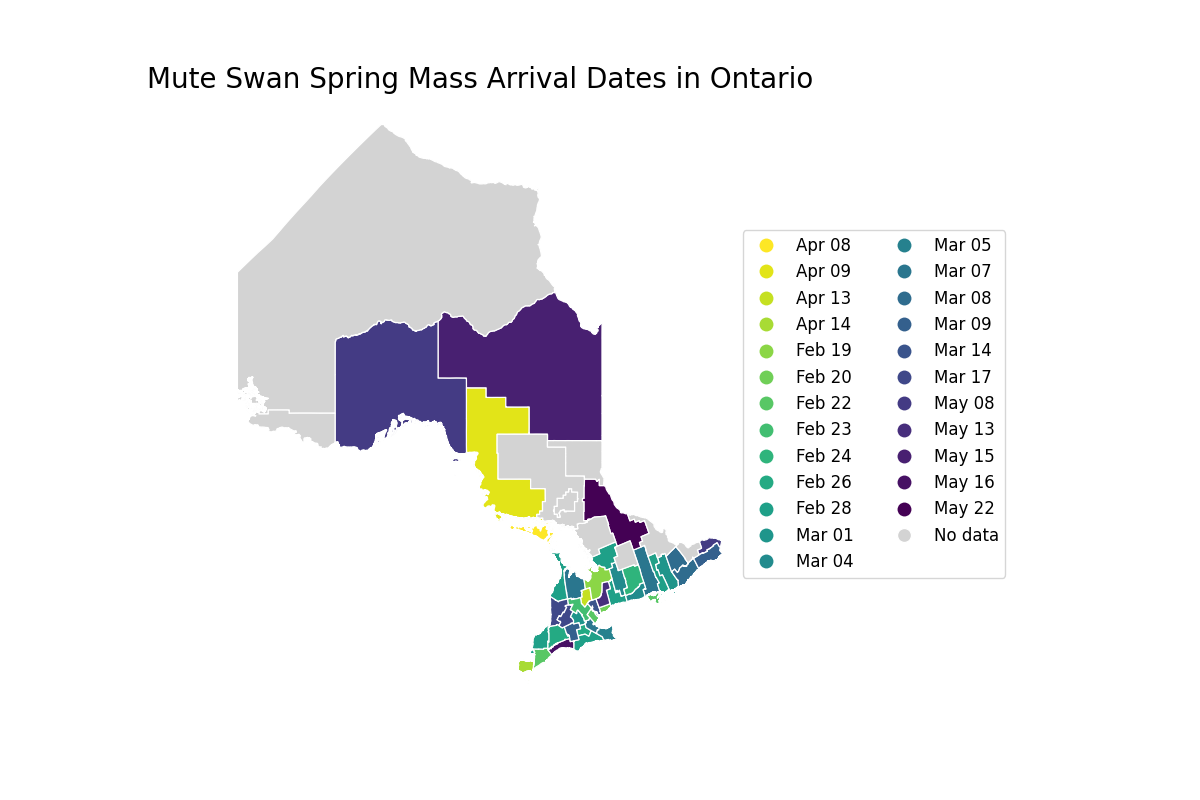 Mute Swan Spring Mass Arrival Dates in Ontario
Apr 08
Apr 09
Apr 13
Apr 14
Feb 19
Feb 20
Feb 22
Feb 23
Feb 24
Feb 26
Feb 28
Mar 01
Mar 04
Mar 05
Mar 07
Mar 08
Mar 09
Mar 14
Mar 17
May 08
May 13
May 15
May 16
May 22
No data